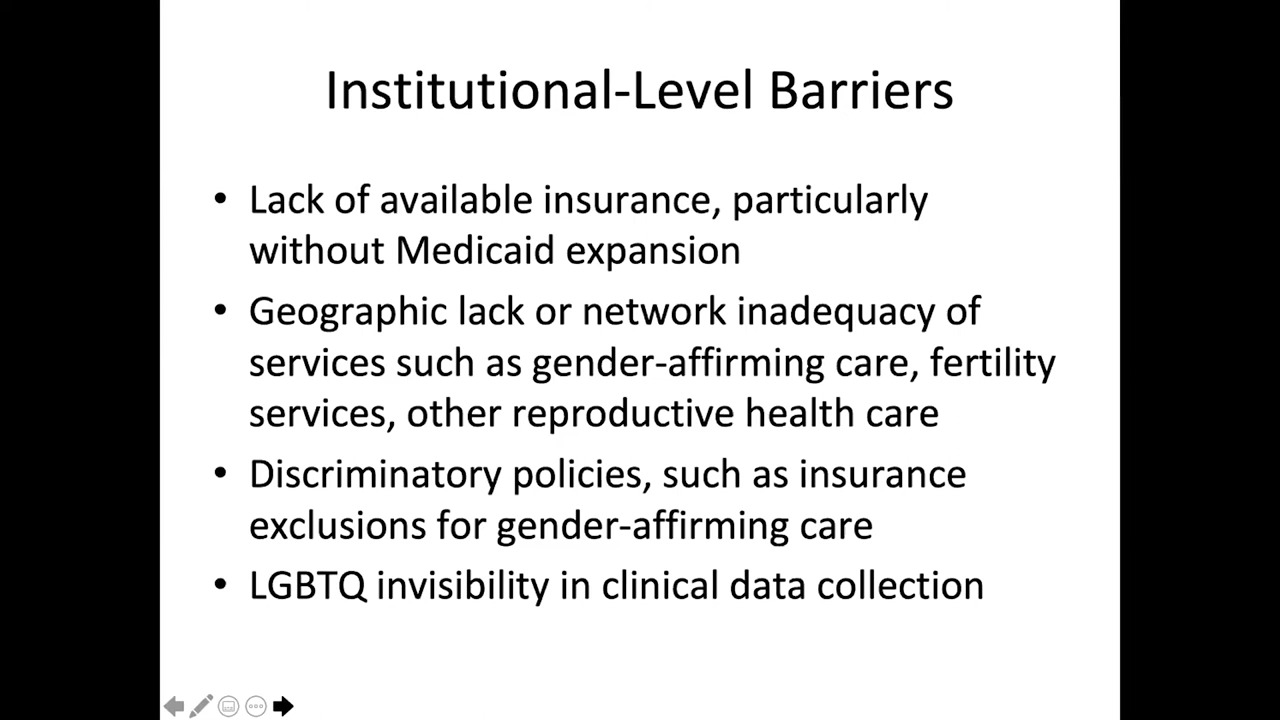 Institutional-Level Barriers
• Lack of available insurance, particularly
without Medicaid expansion
• Geographic lack or network inadequacy of
services such as gender-affirming care, fertility
services, other reproductive health care
• Discriminatory policies, such as insurance
exclusions for gender-affirming care
• LGBTQ invisibility in clinical data collection